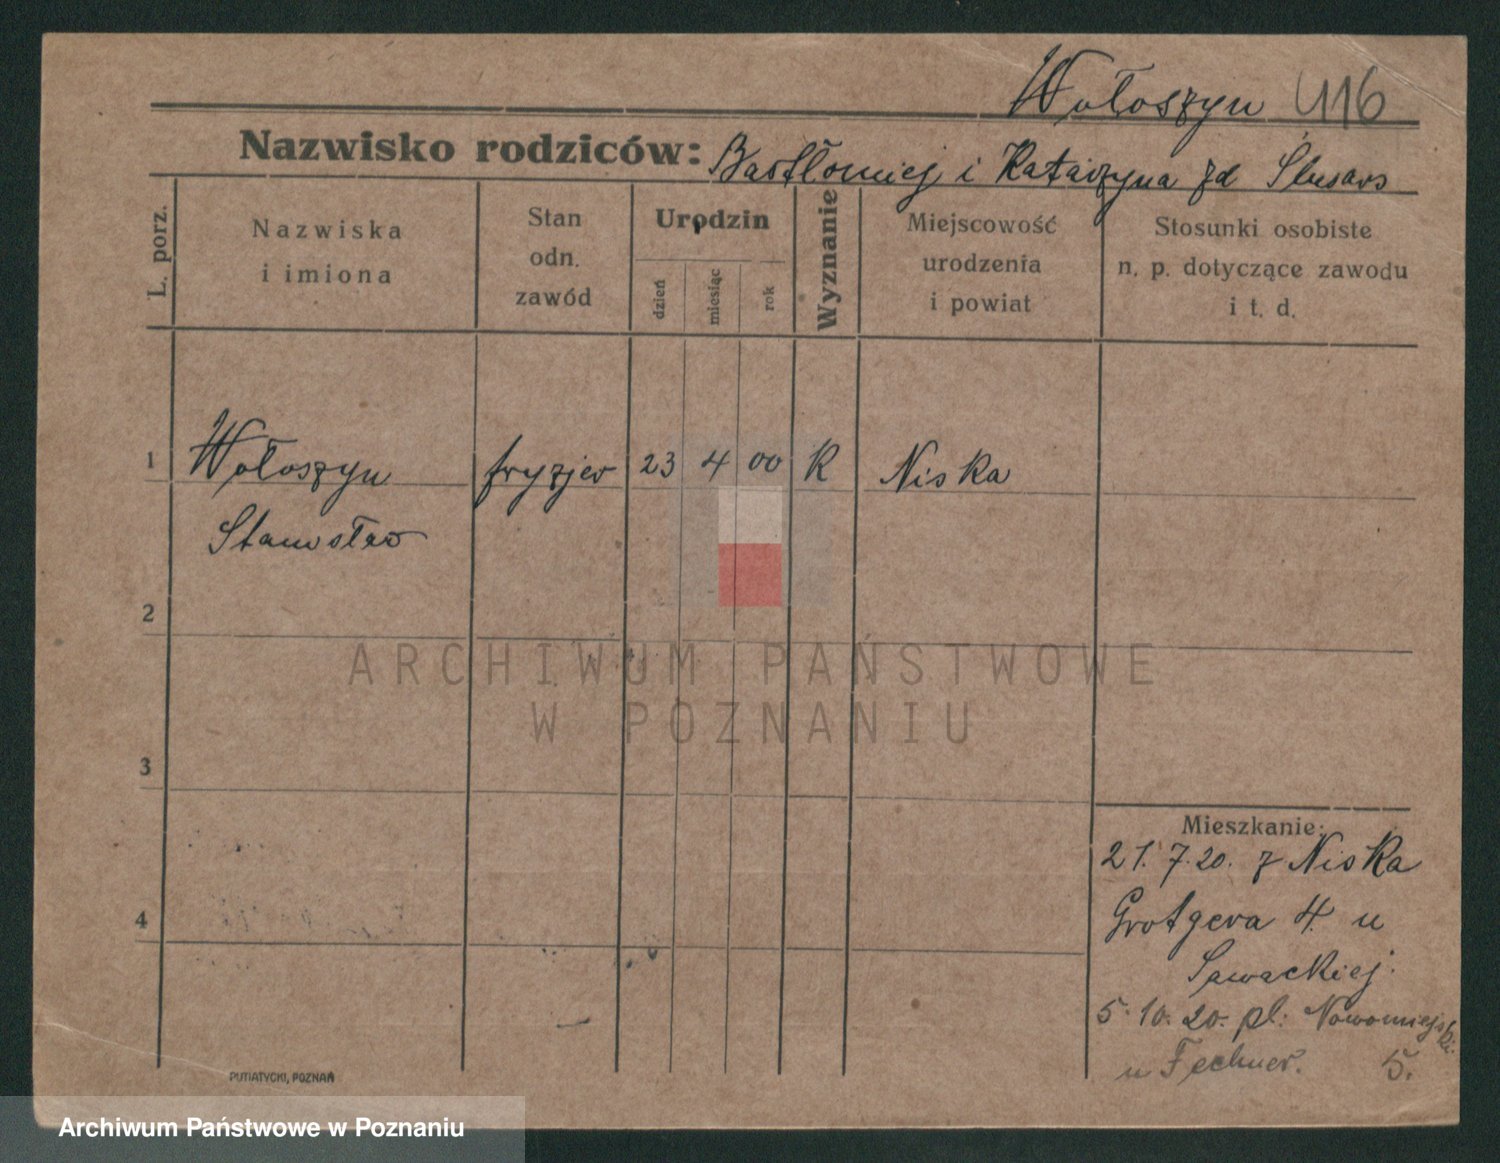 Wołoszyn 416
Nazwisko rodziców: Bartłomiej i Katarzyna zd Ślusars
L. porz.
Nazwiska
i imiona
Stan
odn.
zawód
Urodzin
dzień
miesiąc
rok
Wyznanie
Miejscowość
urodzenia
i powiat
Stosunki osobiste
n. p. dotyczące zawodu
i t. d.
1 Wołoszyn fryzjer 23 4 00 R Niska
Stanisław
2
3
4
Mieszkanie:
21.7.20. z Niska
Grotgera 4. u
Sawackiej.
5.10.20. pl: Nowomiejski
u Fechner. 5.
PUTIATYCKI, POZNAŃ
ARCHIWUM PAŃSTWOWE
W POZNANIU
Archiwum Państwowe w Poznaniu